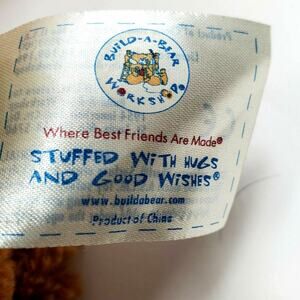 BUILD-A-BEAR
WORKSHOP®
Where Best Friends Are Made®
STUFFED WITH HUGS
AND GOOD WISHES®
www.buildabear.com
Product of China